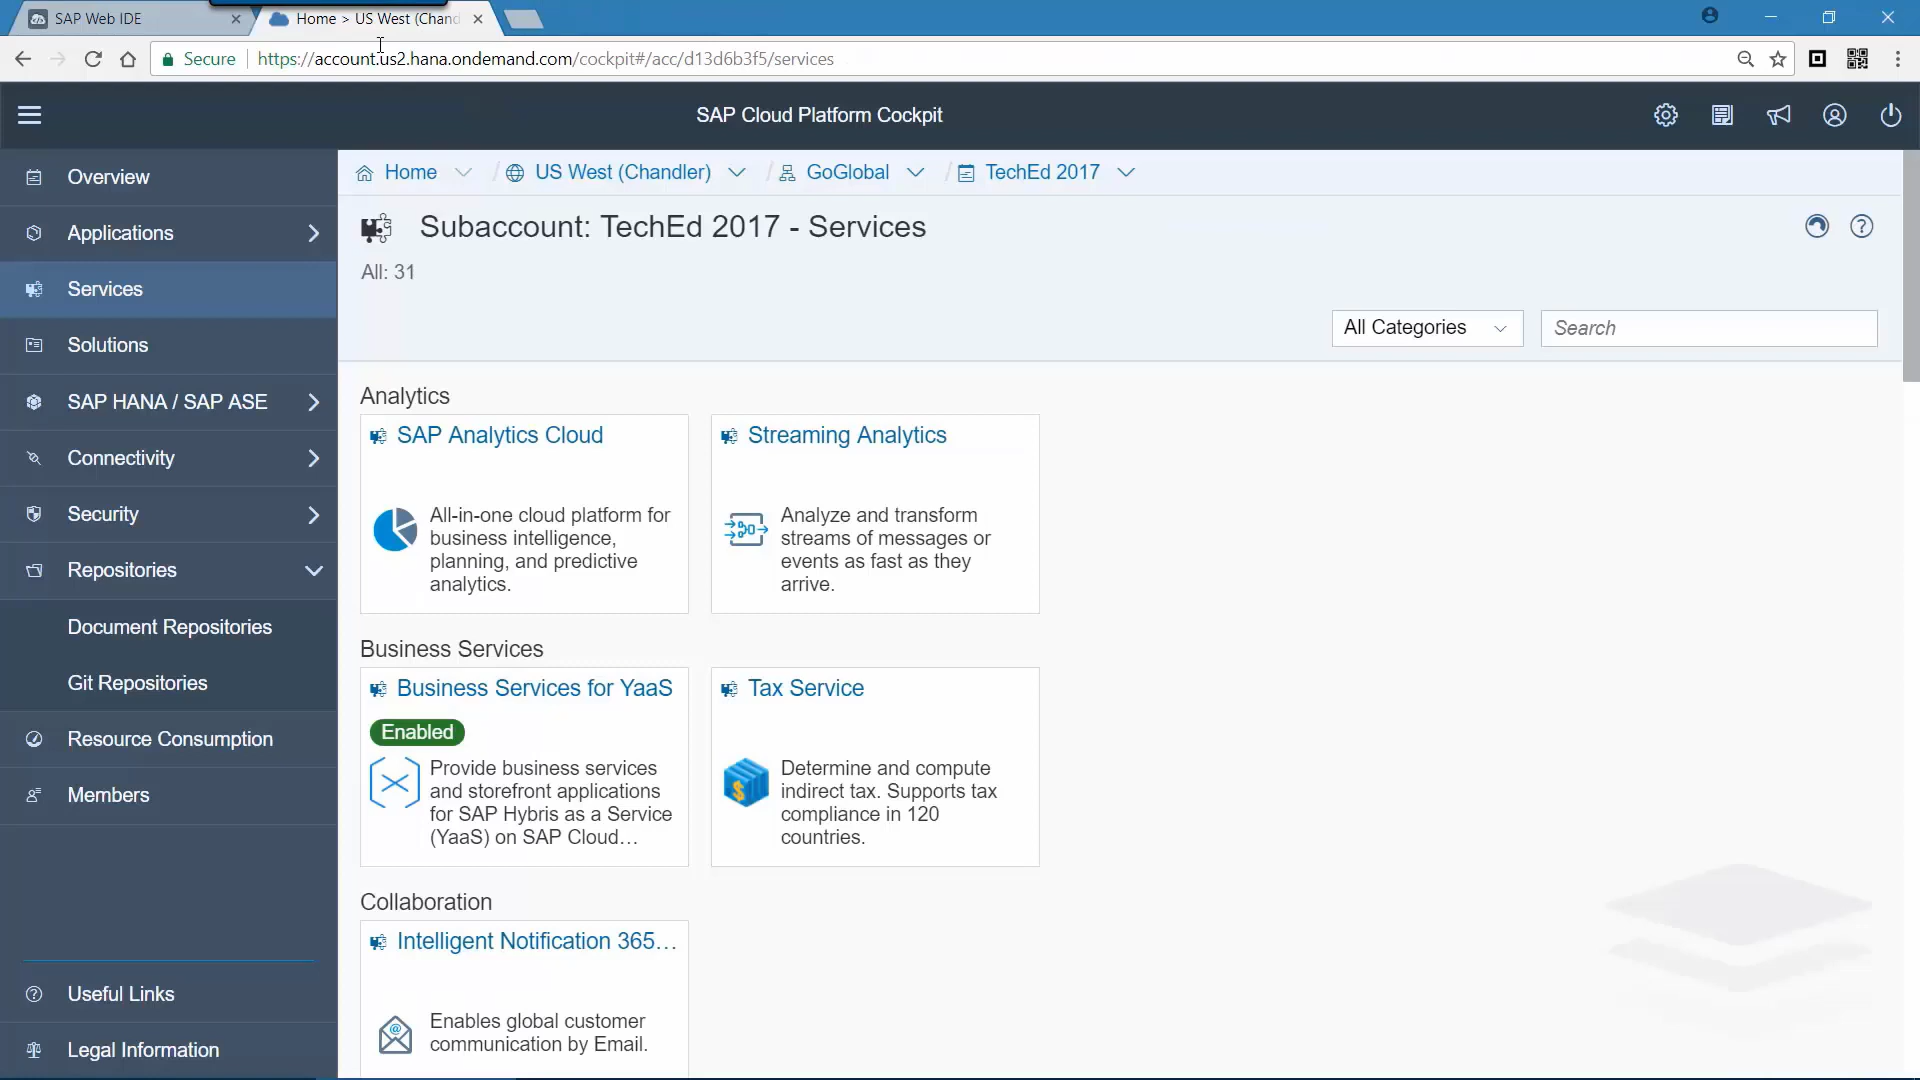 SAP Web IDE
Home > US West (Chand
Secure
https://account.us2.hana.ondemand.com/cockpit#/acc/d13d6b3f5/services
SAP Cloud Platform Cockpit
Overview
Applications
Services
Solutions
SAP HANA / SAP ASE
Connectivity
Security
Repositories
Document Repositories
Git Repositories
Resource Consumption
Members
Useful Links
Legal Information
Home / US West (Chandler) / GoGlobal / TechEd 2017
Subaccount: TechEd 2017 - Services
All: 31
All Categories
Search
Analytics
SAP Analytics Cloud
All-in-one cloud platform for
business intelligence,
planning, and predictive
analytics.
Streaming Analytics
Analyze and transform
streams of messages or
events as fast as they
arrive.
Business Services
Business Services for YaaS
Enabled
Provide business services
and storefront applications
for SAP Hybris as a Service
(YaaS) on SAP Cloud…
Tax Service
Determine and compute
indirect tax. Supports tax
compliance in 120
countries.
Collaboration
Intelligent Notification 365…
Enables global customer
communication by Email.